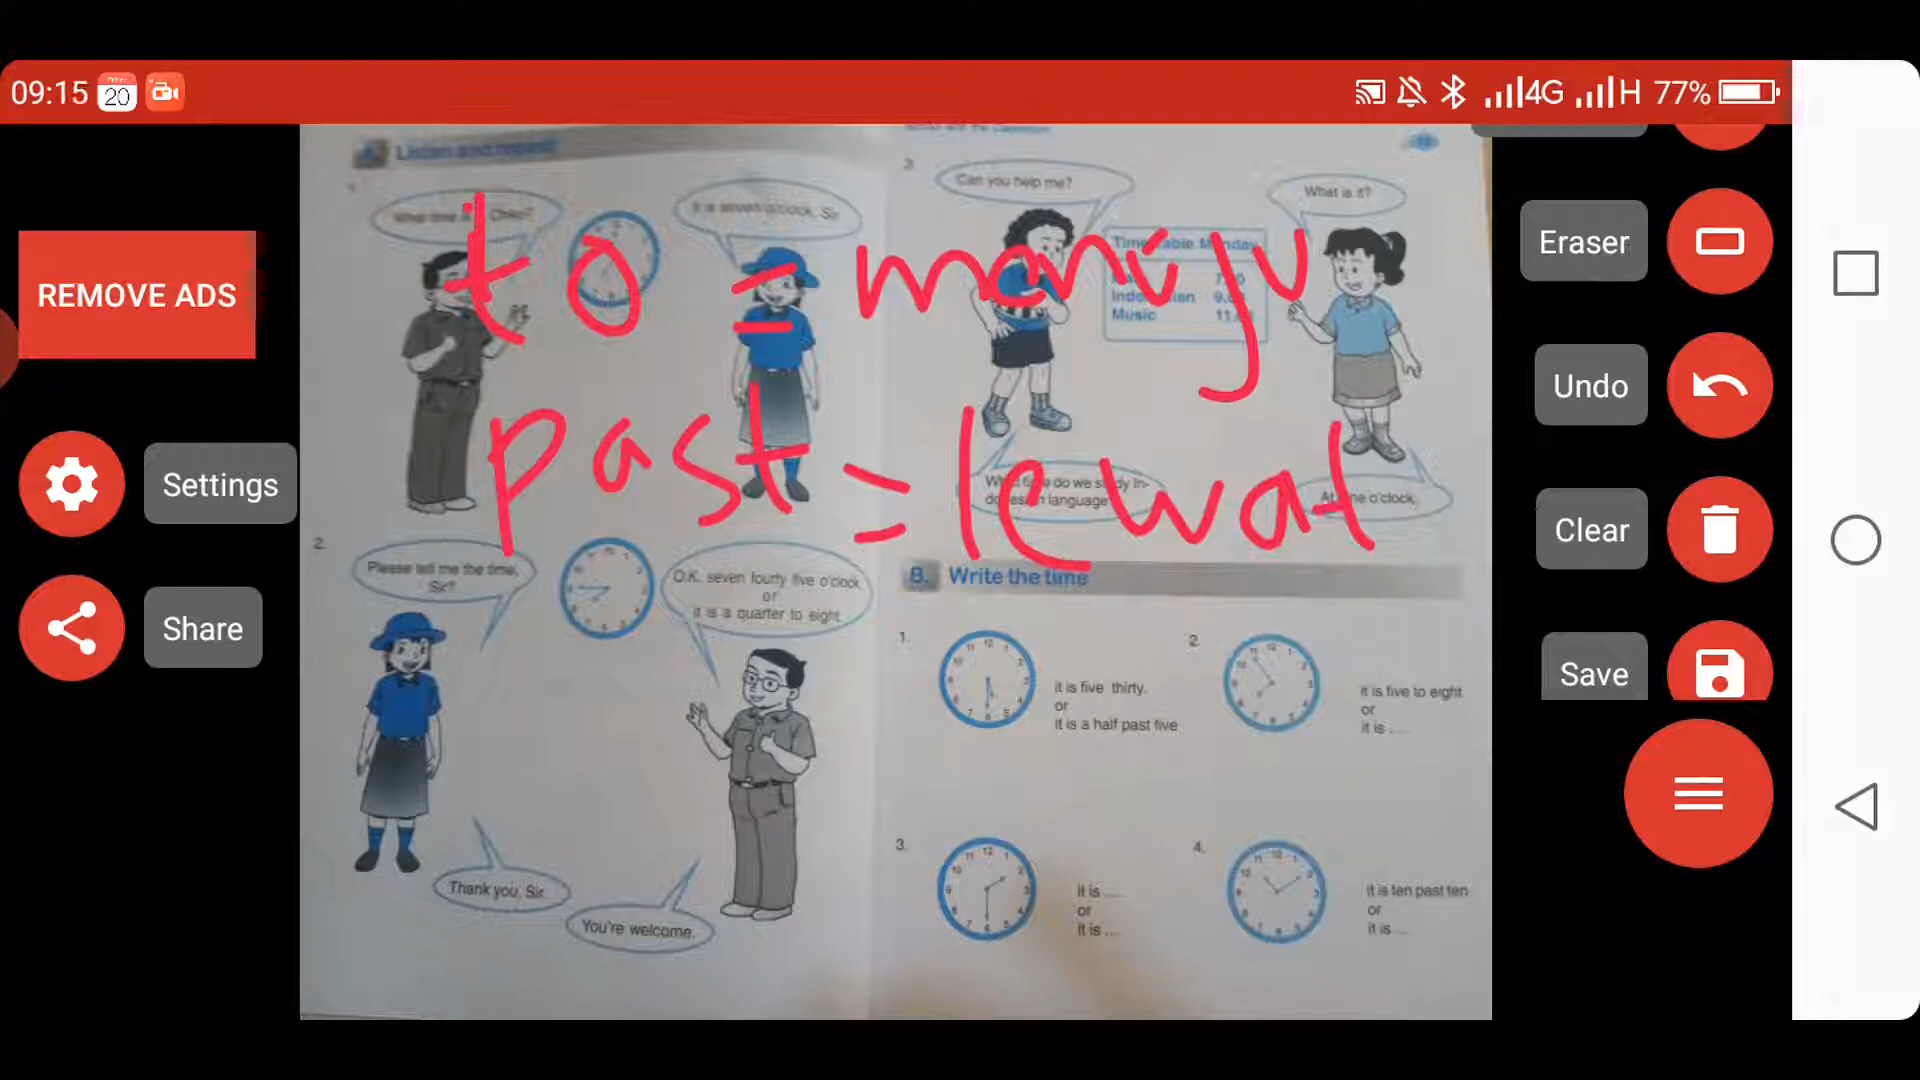 09:15 20 4G H 77%
REMOVE ADS
Settings
Share
Eraser
Undo
Clear
Save
to = menuju
past = lewat
A. Listen and repeat
It is seven o'clock, Sir
2.
Please tell me the time,
Sir?
O.K. seven fourty five o'clock
or
it is a quarter to eight
Thank you, Sir.
You're welcome.
3.
Can you help me?
What is it?
Music 11.
B. Write the time
1.
it is five thirty.
or
it is a half past five
2.
it is five to eight
or
it is ....
3.
it is ....
or
it is ...
4.
it is ten past ten
or
it is ...